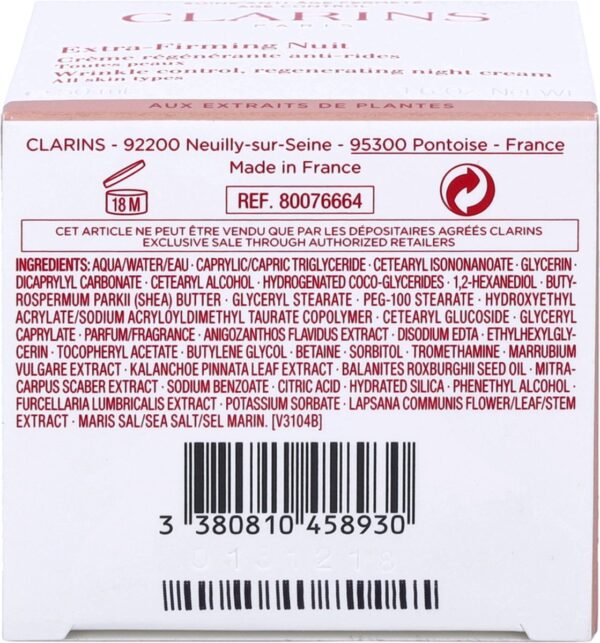 SOINS ANTI-ÂGE FERMETÉ
CLARINS
PARIS
Extra-Firming Nuit
Crème régénérante anti-rides
Toutes peaux
Wrinkle control, regenerating night cream
All skin types
AUX EXTRAITS DE PLANTES
CLARINS - 92200 Neuilly-sur-Seine - 95300 Pontoise - France
Made in France
18 M
REF. 80076664
CET ARTICLE NE PEUT ÊTRE VENDU QUE PAR LES DÉPOSITAIRES AGRÉÉS CLARINS
EXCLUSIVE SALE THROUGH AUTHORIZED RETAILERS
INGREDIENTS: AQUA/WATER/EAU · CAPRYLIC/CAPRIC TRIGLYCERIDE · CETEARYL ISONONANOATE · GLYCERIN ·
DICAPRYLYL CARBONATE · CETEARYL ALCOHOL · HYDROGENATED COCO-GLYCERIDES · 1,2-HEXANEDIOL · BUTY-
ROSPERMUM PARKII (SHEA) BUTTER · GLYCERYL STEARATE · PEG-100 STEARATE · HYDROXYETHYL
ACRYLATE/SODIUM ACRYLOYLDIMETHYL TAURATE COPOLYMER · CETEARYL GLUCOSIDE · GLYCERYL
CAPRYLATE · PARFUM/FRAGRANCE · ANIGOZANTHOS FLAVIDUS EXTRACT · DISODIUM EDTA · ETHYLHEXYLGLY-
CERIN · TOCOPHERYL ACETATE · BUTYLENE GLYCOL · BETAINE · SORBITOL · TROMETHAMINE · MARRUBIUM
VULGARE EXTRACT · KALANCHOE PINNATA LEAF EXTRACT · BALANITES ROXBURGHII SEED OIL · MITRA-
CARPUS SCABER EXTRACT · SODIUM BENZOATE · CITRIC ACID · HYDRATED SILICA · PHENETHYL ALCOHOL ·
FURCELLARIA LUMBRICALIS EXTRACT · POTASSIUM SORBATE · LAPSANA COMMUNIS FLOWER/LEAF/STEM
EXTRACT · MARIS SAL/SEA SALT/SEL MARIN. [V3104B]
3 380810 458930